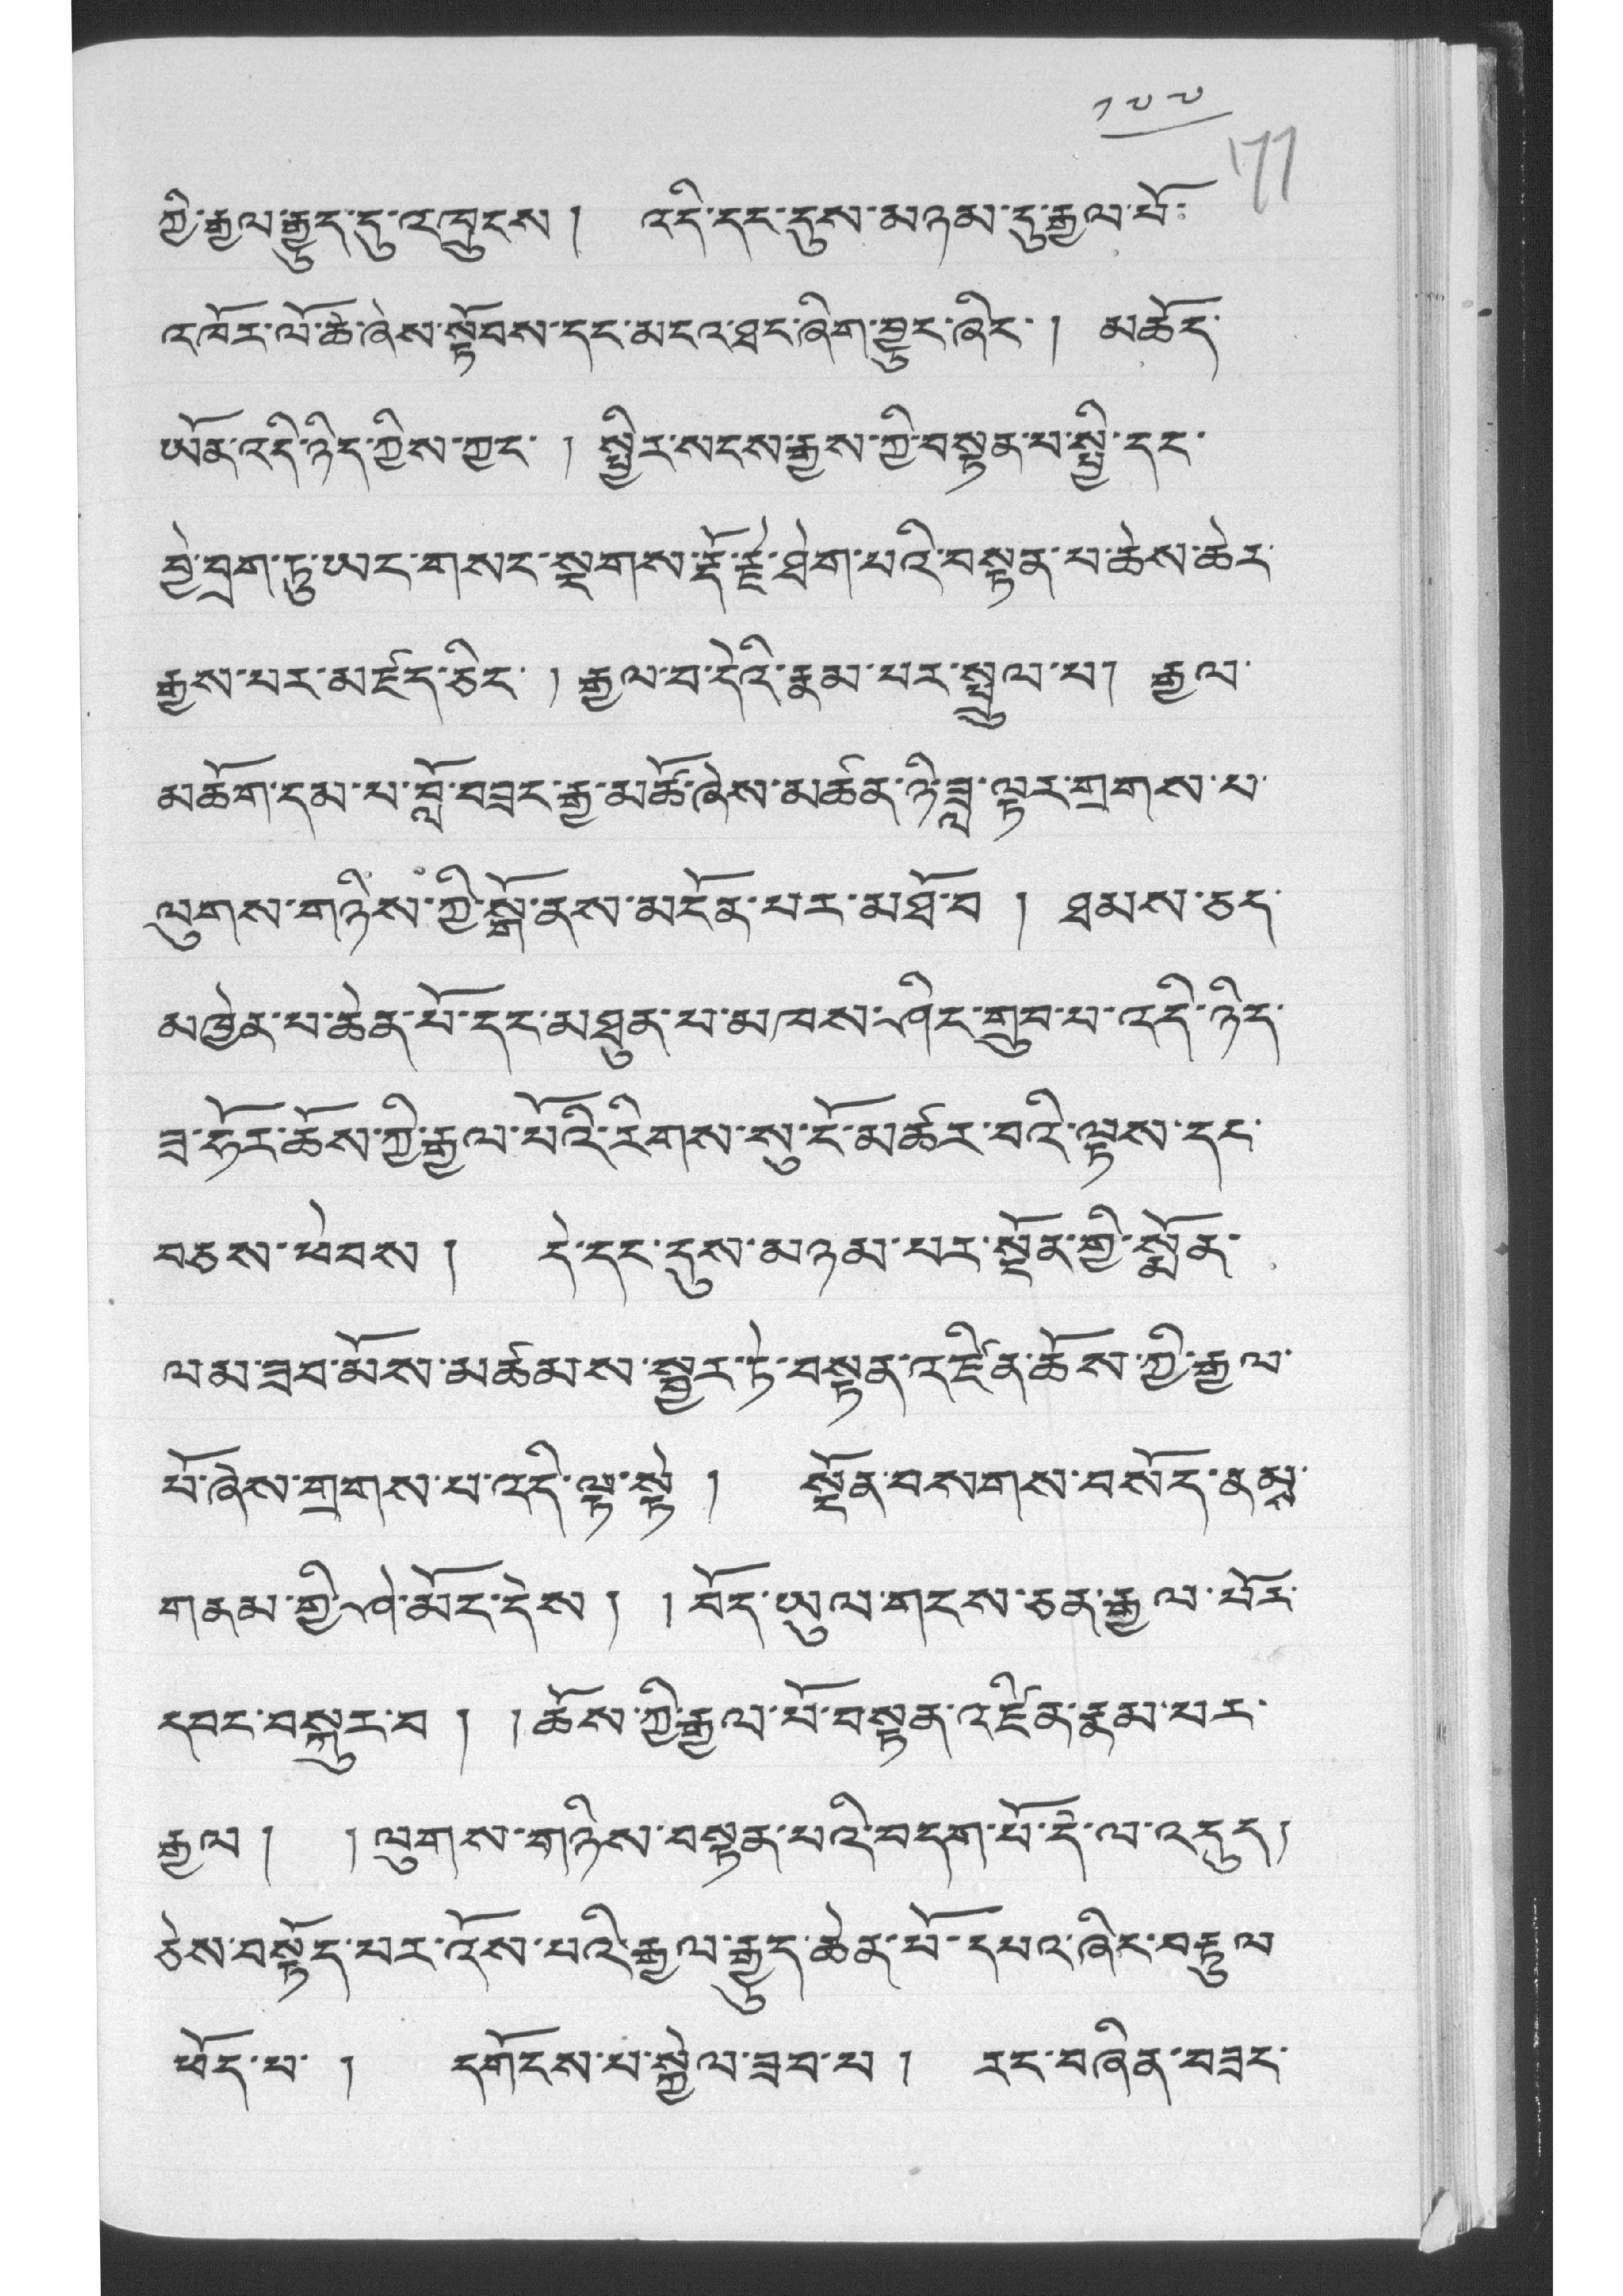 ༡༧༧
177
ཀྱི་རྒྱལ་རྒྱུད་དུ་འཁྲུངས། འདི་དང་དུས་མཉམ་དུ་རྒྱལ་པོ་
འཁོར་ལོ་ཆེ་ཞེས་སྟོབས་དང་མངའ་ཐང་ཞིག་བྱུང་ཞིང་། མཆོད་
ཡོན་འདི་ཉིད་ཀྱིས་ཀྱང་། སྤྱིར་སངས་རྒྱས་ཀྱི་བསྟན་པ་སྤྱི་དང་
བྱེ་བྲག་ཏུ་ཡང་གསང་སྔགས་རྡོ་རྗེ་ཐེག་པའི་བསྟན་པ་ཆེས་ཆེར་
རྒྱས་པར་མཛད་ཅིང་། རྒྱལ་བ་དེའི་རྣམ་པར་སྤྲུལ་པ། རྒྱལ་
མཆོག་དམ་པ་བློ་བཟང་རྒྱ་མཚོ་ཞེས་མཚན་ཉི་ཟླ་ལྟར་གྲགས་པ་
ལུགས་གཉིས་ཀྱི་སྒོ་ནས་མངོན་པར་མཐོ་བ། ཐམས་ཅད་
མཁྱེན་པ་ཆེན་པོ་དང་མཐུན་པ་མཁས་ཤིང་གྲུབ་པ་འདི་ཉིད་
ཟ་ཧོར་ཆོས་ཀྱི་རྒྱལ་པོའི་རིགས་སུ་ངོ་མཚར་བའི་ལྟས་དང་
བཅས་ཕེབས། དེ་དང་དུས་མཉམ་པར་སྔོན་གྱི་སྨོན་
ལམ་ཟབ་མོས་མཚམས་སྦྱར་ཏེ་བསྟན་འཛིན་ཆོས་ཀྱི་རྒྱལ་
པོ་ཞེས་གྲགས་པ་འདི་ལྟ་སྟེ། སྔོན་བསགས་བསོད་ནམས་
གནམ་གྱི་ཤེ་མོང་དེས། །བོད་ཡུལ་གངས་ཅན་རྒྱལ་པོར་
དབང་བསྐུར་བ། །ཆོས་ཀྱི་རྒྱལ་པོ་བསྟན་འཛིན་རྣམ་པར་
རྒྱལ། །ལུགས་གཉིས་བསྟན་པའི་བདག་པོ་དེ་ལ་འདུད།
ཅེས་བསྟོད་པར་འོས་པའི་རྒྱལ་རྒྱུད་ཆེན་པོ་དཔའ་ཞིང་བརྟུལ
ཕོད་པ་། དགོངས་པ་སྐྱེལ་ཟབ་པ། རང་བཞིན་བཟང་